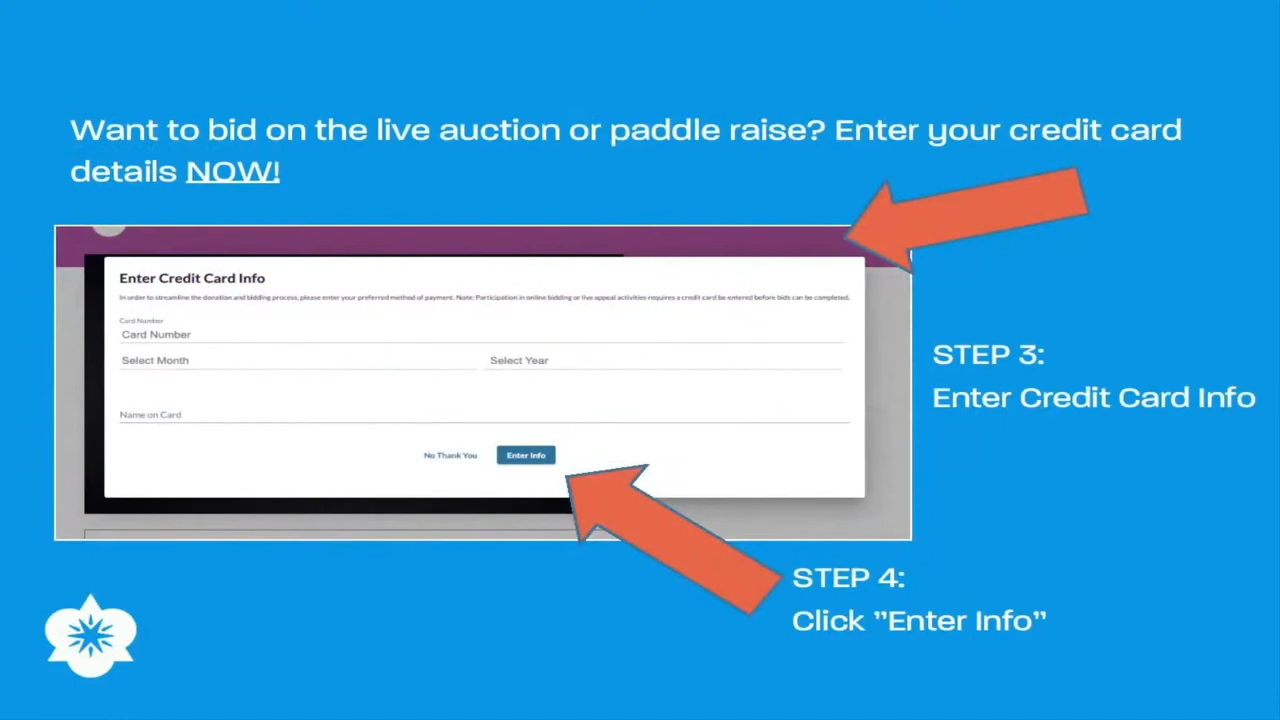 Want to bid on the live auction or paddle raise? Enter your credit card
details NOW!
Enter Credit Card Info
In order to streamline the donation and bidding process, please enter your preferred method of payment. Note: Participation in online bidding or live appeal activities requires a credit card be entered before bids can be completed.
Card Number
Card Number
Select Month Select Year
Name on Card
No Thank You Enter Info
STEP 3:
Enter Credit Card Info
STEP 4:
Click "Enter Info"